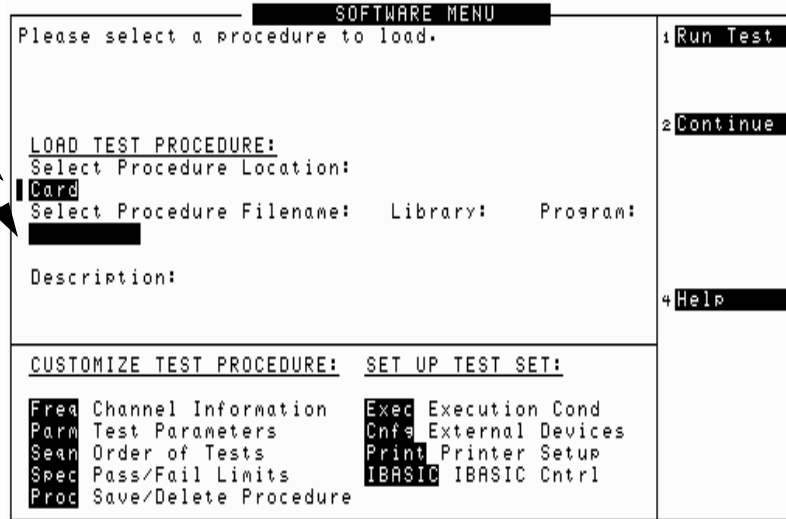 SOFTWARE MENU
Please select a procedure to load.
1 Run Test
2 Continue
LOAD TEST PROCEDURE:
Select Procedure Location:
Card
Select Procedure Filename: Library: Program:
Description:
4 Help
CUSTOMIZE TEST PROCEDURE: SET UP TEST SET:
Freq Channel Information Exec Execution Cond
Parm Test Parameters Cnfg External Devices
Seqn Order of Tests Print Printer Setup
Spec Pass/Fail Limits IBASIC IBASIC Cntrl
Proc Save/Delete Procedure